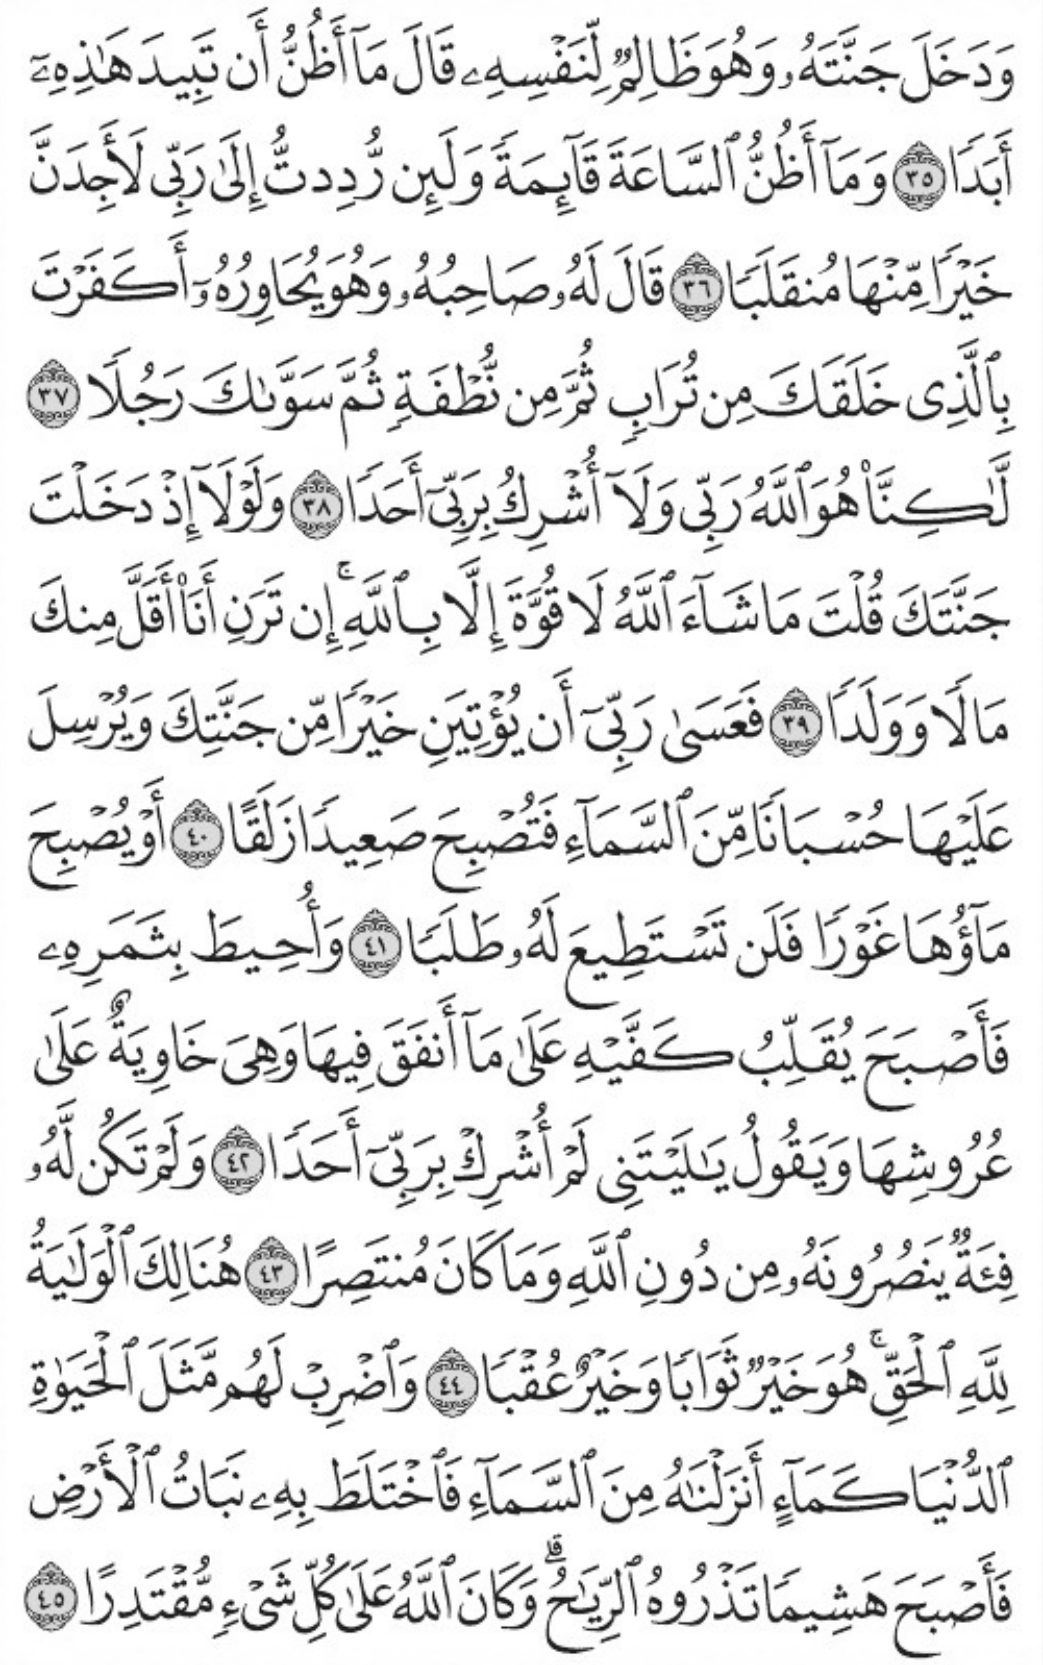 وَدَخَلَ جَنَّتَهُۥ وَهُوَ ظَالِمٌ لِّنَفْسِهِۦ قَالَ مَآ أَظُنُّ أَن تَبِيدَ هَٰذِهِۦٓ
أَبَدًا ٣٥ وَمَآ أَظُنُّ ٱلسَّاعَةَ قَآئِمَةً وَلَئِن رُّدِدتُّ إِلَىٰ رَبِّى لَأَجِدَنَّ
خَيْرًا مِّنْهَا مُنقَلَبًا ٣٦ قَالَ لَهُۥ صَاحِبُهُۥ وَهُوَ يُحَاوِرُهُۥٓ أَكَفَرْتَ
بِٱلَّذِى خَلَقَكَ مِن تُرَابٍ ثُمَّ مِن نُّطْفَةٍ ثُمَّ سَوَّىٰكَ رَجُلًا ٣٧
لَّٰكِنَّا۠ هُوَ ٱللَّهُ رَبِّى وَلَآ أُشْرِكُ بِرَبِّىٓ أَحَدًا ٣٨ وَلَوْلَآ إِذْ دَخَلْتَ
جَنَّتَكَ قُلْتَ مَا شَآءَ ٱللَّهُ لَا قُوَّةَ إِلَّا بِٱللَّهِ ۚ إِن تَرَنِ أَنَا۠ أَقَلَّ مِنكَ
مَالًا وَوَلَدًا ٣٩ فَعَسَىٰ رَبِّىٓ أَن يُؤْتِيَنِ خَيْرًا مِّن جَنَّتِكَ وَيُرْسِلَ
عَلَيْهَا حُسْبَانًا مِّنَ ٱلسَّمَآءِ فَتُصْبِحَ صَعِيدًا زَلَقًا ٤٠ أَوْ يُصْبِحَ
مَآؤُهَا غَوْرًا فَلَن تَسْتَطِيعَ لَهُۥ طَلَبًا ٤١ وَأُحِيطَ بِثَمَرِهِۦ
فَأَصْبَحَ يُقَلِّبُ كَفَّيْهِ عَلَىٰ مَآ أَنفَقَ فِيهَا وَهِىَ خَاوِيَةٌ عَلَىٰ
عُرُوشِهَا وَيَقُولُ يَٰلَيْتَنِى لَمْ أُشْرِكْ بِرَبِّىٓ أَحَدًا ٤٢ وَلَمْ تَكُن لَّهُۥ
فِئَةٌ يَنصُرُونَهُۥ مِن دُونِ ٱللَّهِ وَمَا كَانَ مُنتَصِرًا ٤٣ هُنَالِكَ ٱلْوَلَٰيَةُ
لِلَّهِ ٱلْحَقِّ ۚ هُوَ خَيْرٌ ثَوَابًا وَخَيْرٌ عُقْبًا ٤٤ وَٱضْرِبْ لَهُم مَّثَلَ ٱلْحَيَوٰةِ
ٱلدُّنْيَا كَمَآءٍ أَنزَلْنَٰهُ مِنَ ٱلسَّمَآءِ فَٱخْتَلَطَ بِهِۦ نَبَاتُ ٱلْأَرْضِ
فَأَصْبَحَ هَشِيمًا تَذْرُوهُ ٱلرِّيَٰحُ ۗ وَكَانَ ٱللَّهُ عَلَىٰ كُلِّ شَىْءٍ مُّقْتَدِرًا ٤٥